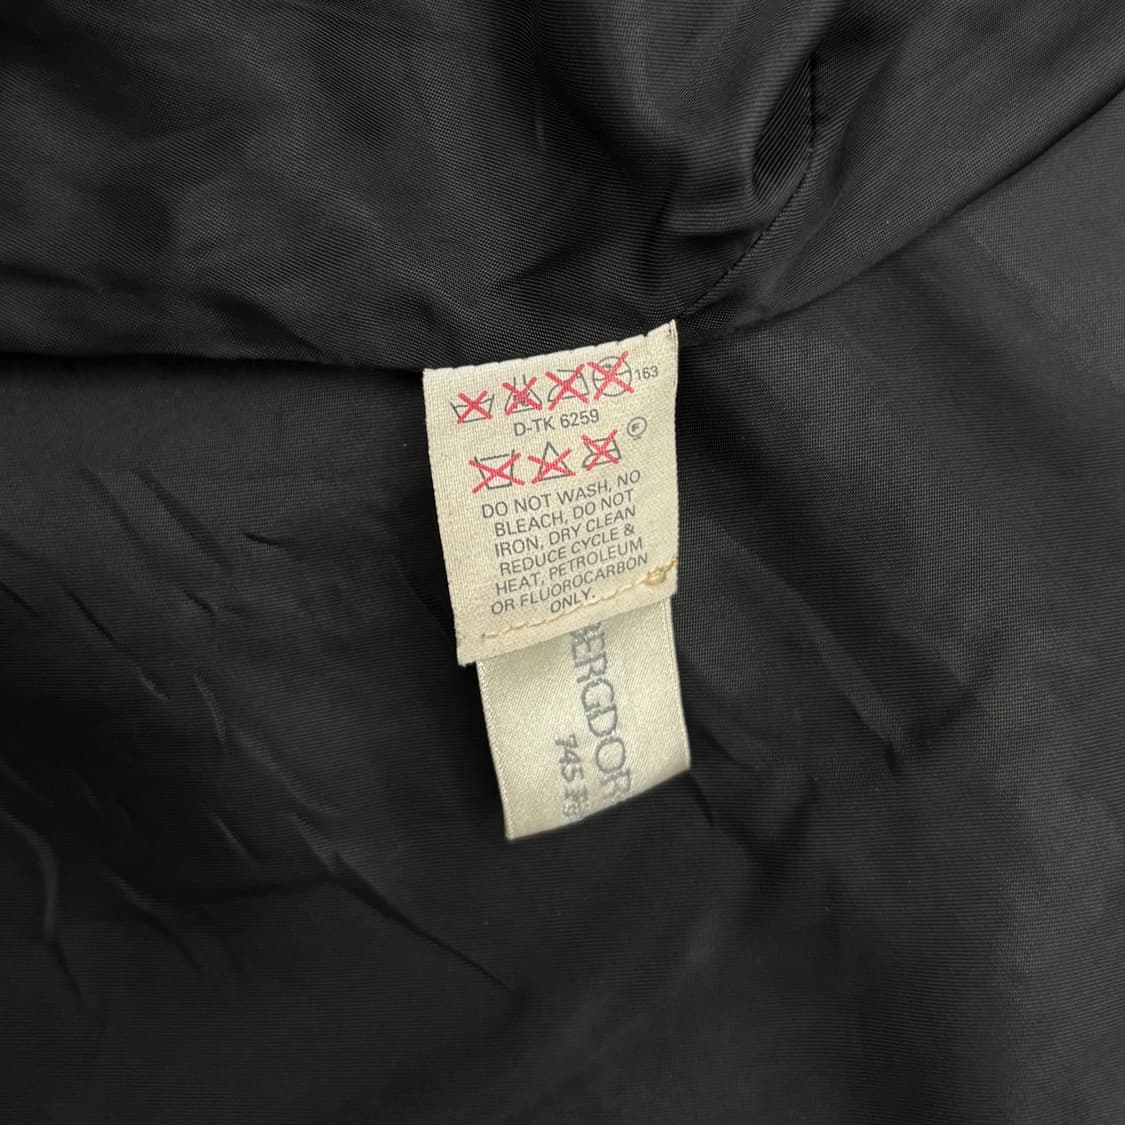 163
D-TK 6259
F
DO NOT WASH, NO
BLEACH, DO NOT
IRON, DRY CLEAN
REDUCE CYCLE &
HEAT, PETROLEUM
OR FLUOROCARBON
ONLY.
BERGDOR
745